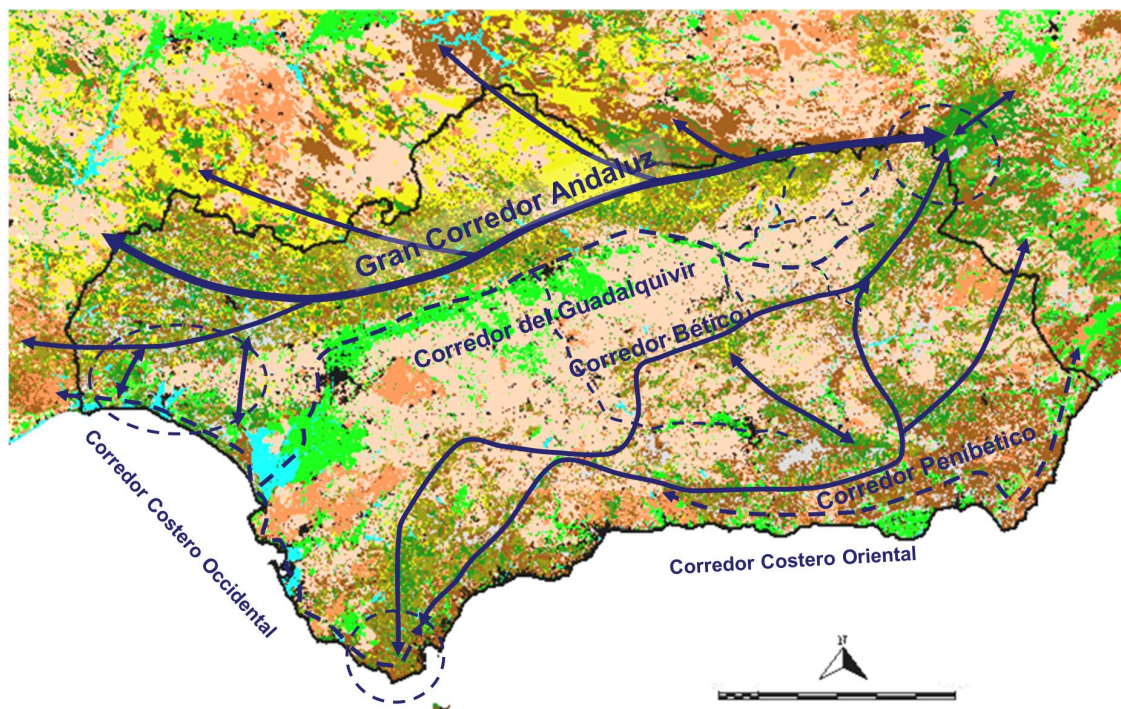 Gran Corredor Andaluz
Corredor del Guadalquivir
Corredor Bético
Corredor Penibético
Corredor Costero Occidental
Corredor Costero Oriental
N